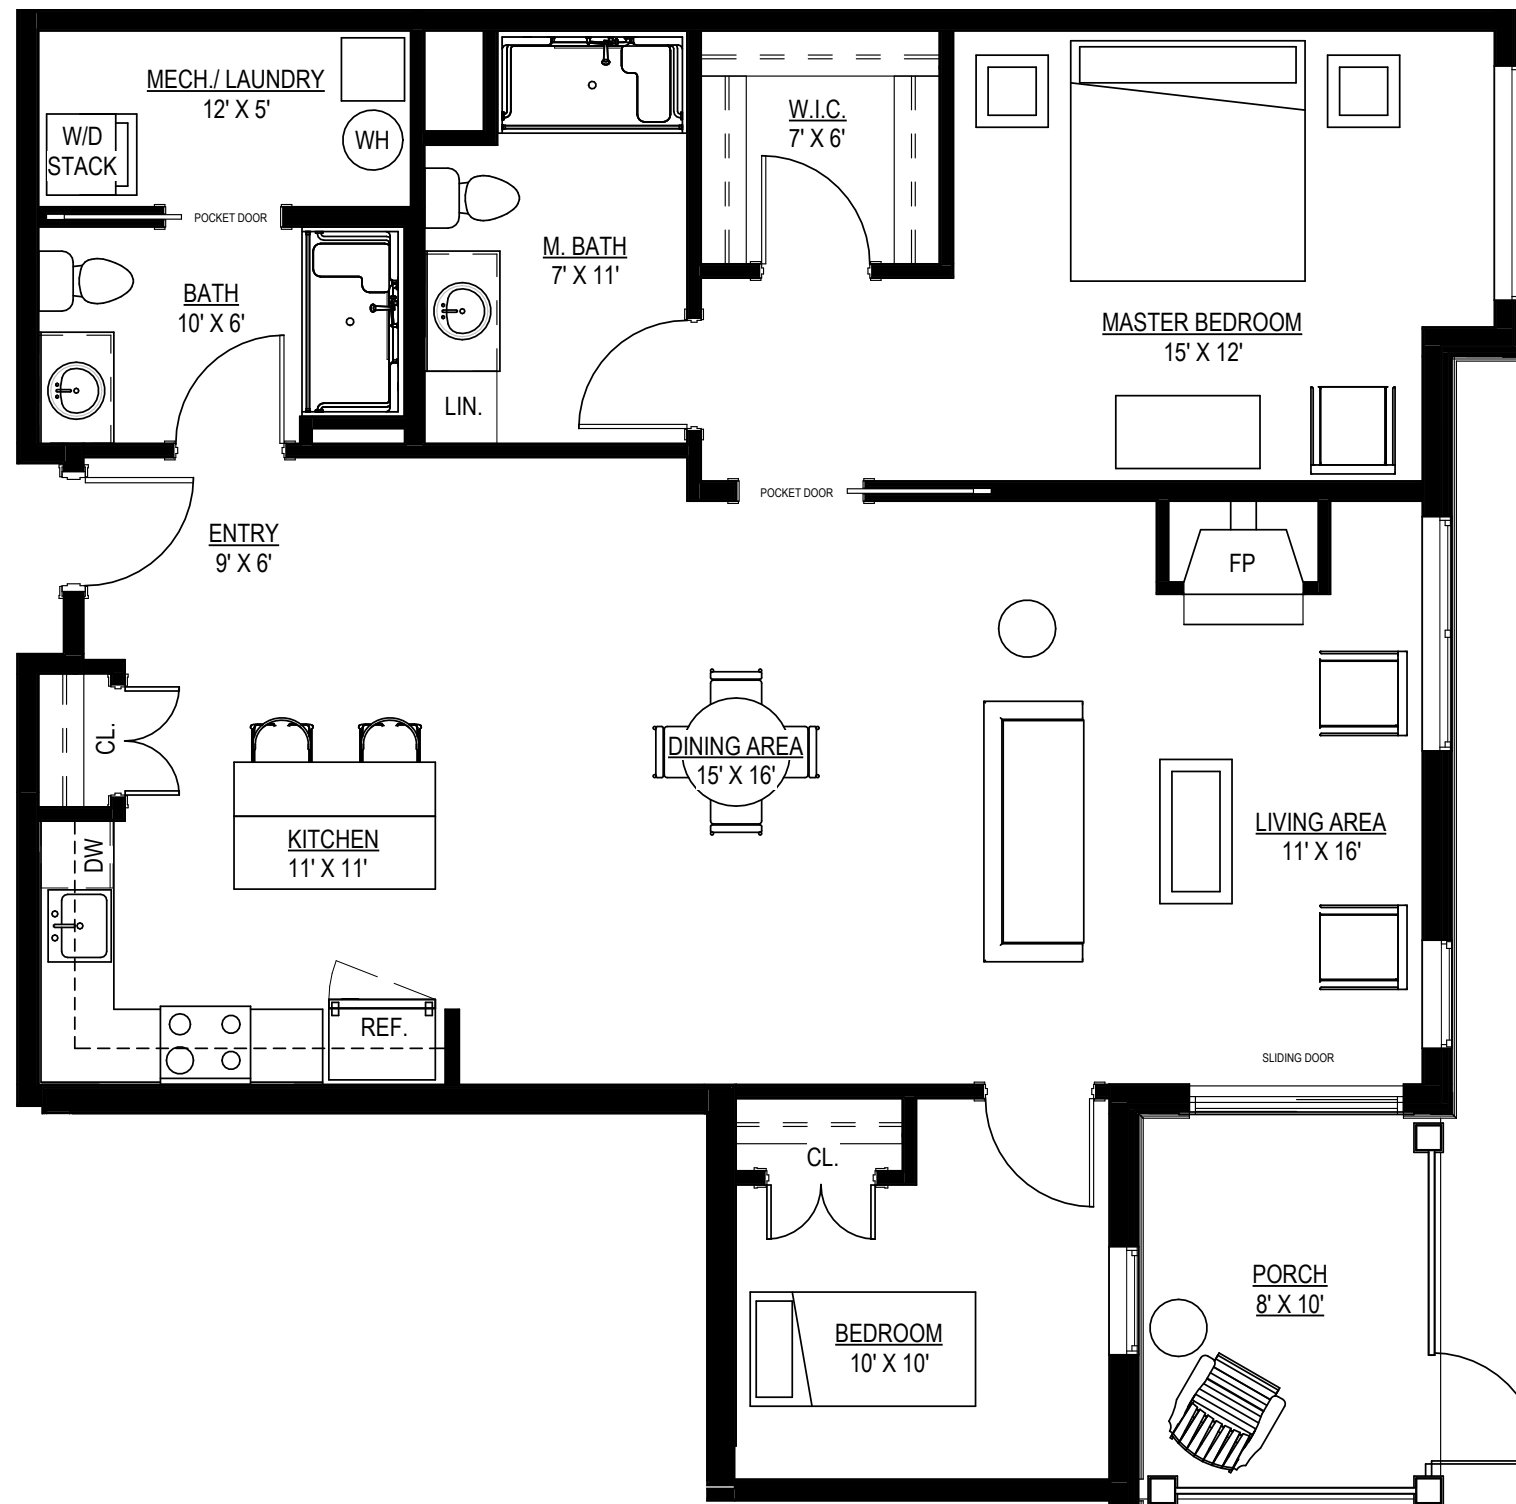 MECH./ LAUNDRY
12' X 5'
W/D
STACK
WH
POCKET DOOR
BATH
10' X 6'
M. BATH
7' X 11'
LIN.
W.I.C.
7' X 6'
MASTER BEDROOM
15' X 12'
POCKET DOOR
ENTRY
9' X 6'
FP
CL.
DINING AREA
15' X 16'
KITCHEN
11' X 11'
DW
LIVING AREA
11' X 16'
REF.
SLIDING DOOR
CL.
BEDROOM
10' X 10'
PORCH
8' X 10'